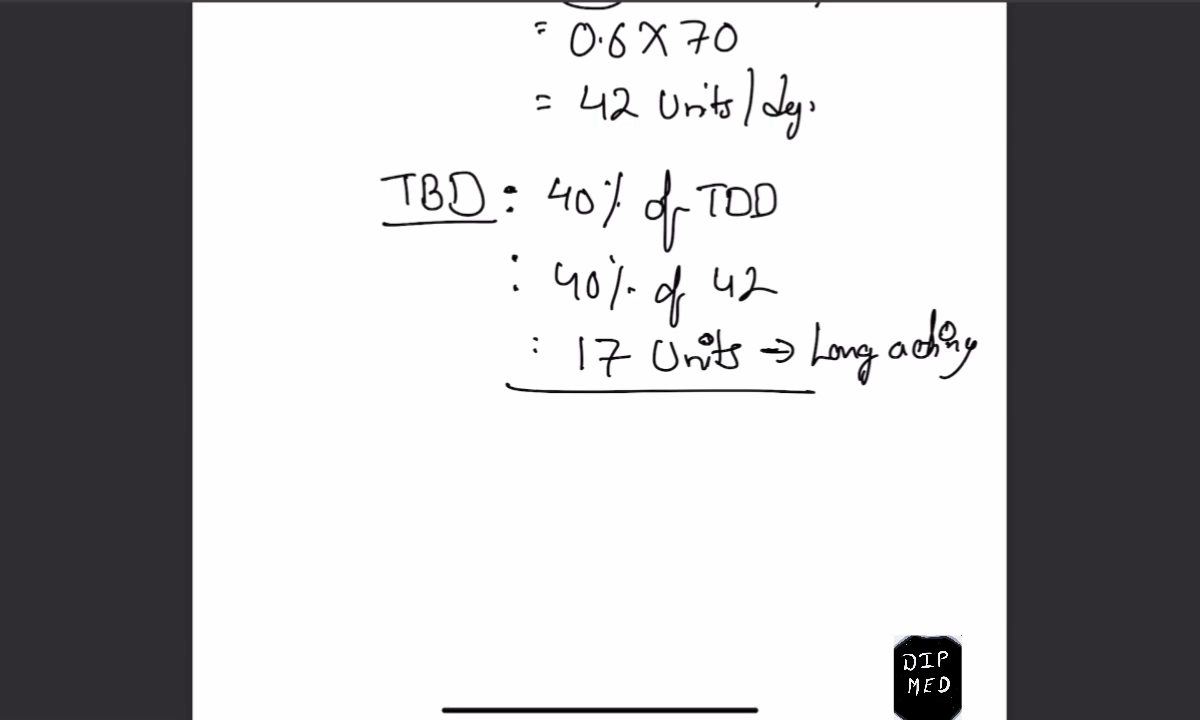 = 0.6 X 70
= 42 Units/day.
TBD : 40% of TDD
: 40% of 42
: 17 Units → Long acting
DIP
MED